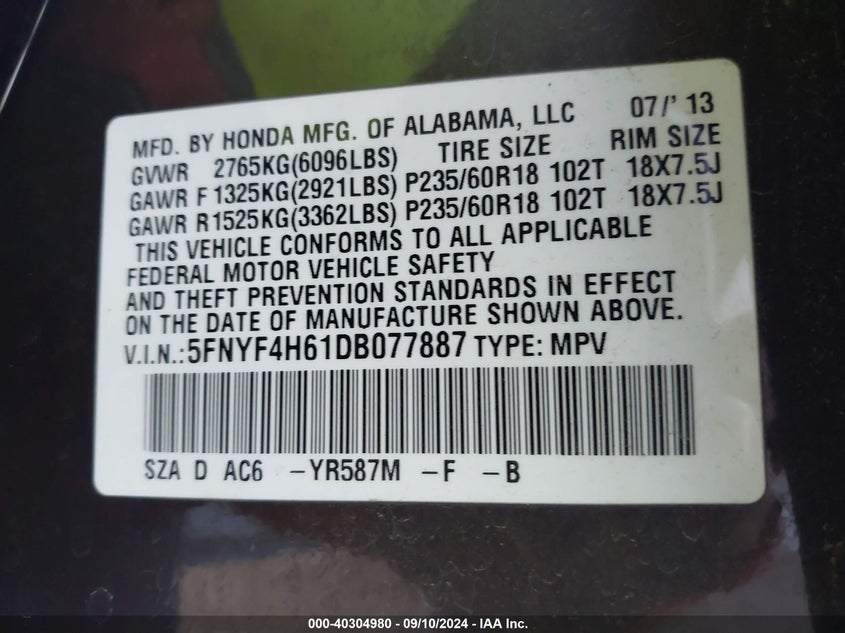 MFD. BY HONDA MFG. OF ALABAMA, LLC 07/' 13
GVWR 2765KG(6096LBS) TIRE SIZE RIM SIZE
GAWR F1325KG(2921LBS) P235/60R18 102T 18X7.5J
GAWR R1525KG(3362LBS) P235/60R18 102T 18X7.5J
THIS VEHICLE CONFORMS TO ALL APPLICABLE
FEDERAL MOTOR VEHICLE SAFETY
AND THEFT PREVENTION STANDARDS IN EFFECT
ON THE DATE OF MANUFACTURE SHOWN ABOVE.
V.I.N.:5FNYF4H61DB077887 TYPE: MPV
SZA D AC6 -YR587M -F -B
000-40304980 - 09/10/2024 - IAA Inc.